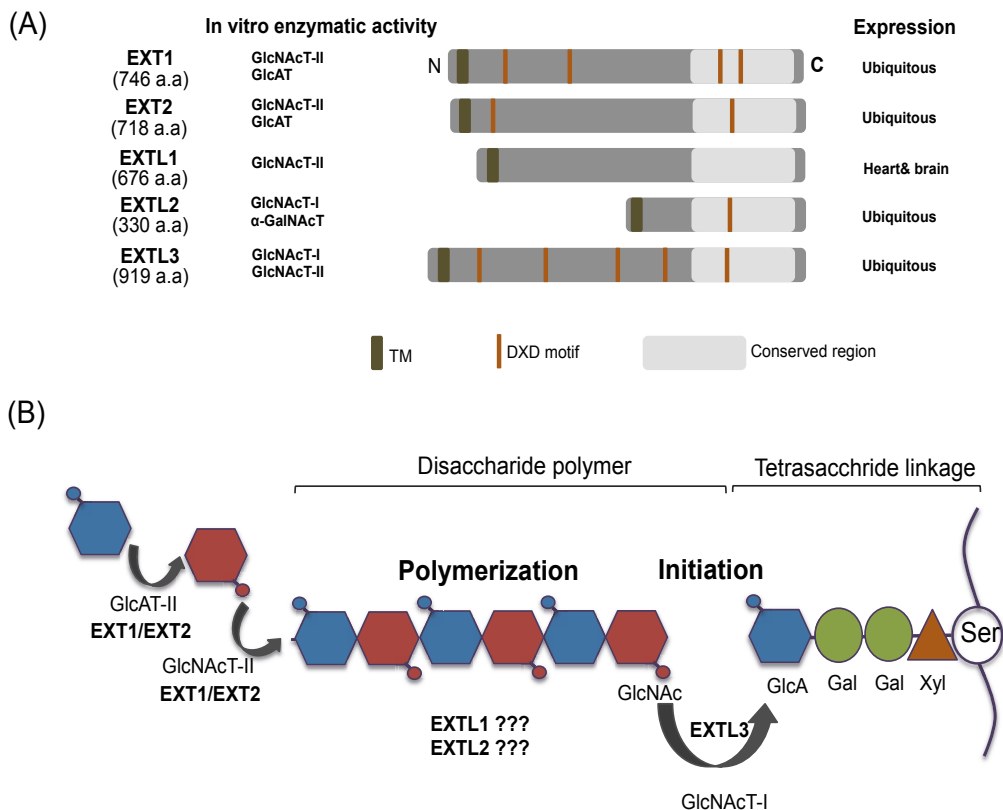 (A)
In vitro enzymatic activity
Expression
EXT1
(746 a.a)
GlcNAcT-II
GlcAT
N
C
Ubiquitous
EXT2
(718 a.a)
GlcNAcT-II
GlcAT
Ubiquitous
EXTL1
(676 a.a)
GlcNAcT-II
Heart& brain
EXTL2
(330 a.a)
GlcNAcT-I
α-GalNAcT
Ubiquitous
EXTL3
(919 a.a)
GlcNAcT-I
GlcNAcT-II
Ubiquitous
TM
DXD motif
Conserved region
(B)
Disaccharide polymer
Tetrasacchride linkage
Polymerization
Initiation
GlcAT-II
EXT1/EXT2
GlcNAcT-II
EXT1/EXT2
GlcNAc
GlcA
Gal
Gal
Xyl
Ser
EXTL1 ???
EXTL2 ???
EXTL3
GlcNAcT-I